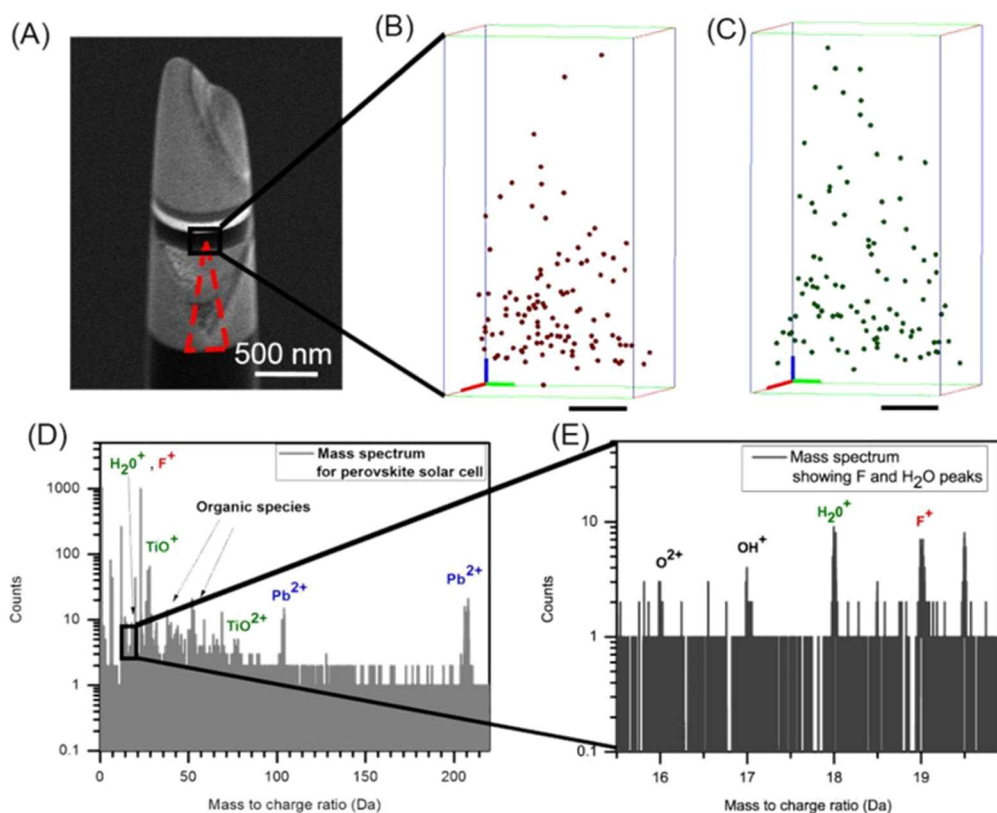 (A)
(B)
(C)
500 nm
(D)
(E)
H₂0⁺ , F⁺
Mass spectrum
for perovskite solar cell
Organic species
TiO⁺
TiO²⁺
Pb²⁺
Pb²⁺
1000
100
10
1
0.1
Counts
0
50
100
150
200
Mass to charge ratio (Da)
Mass spectrum
showing F and H₂O peaks
O²⁺
OH⁺
H₂0⁺
F⁺
10
1
0.1
Counts
16
17
18
19
Mass to charge ratio (Da)